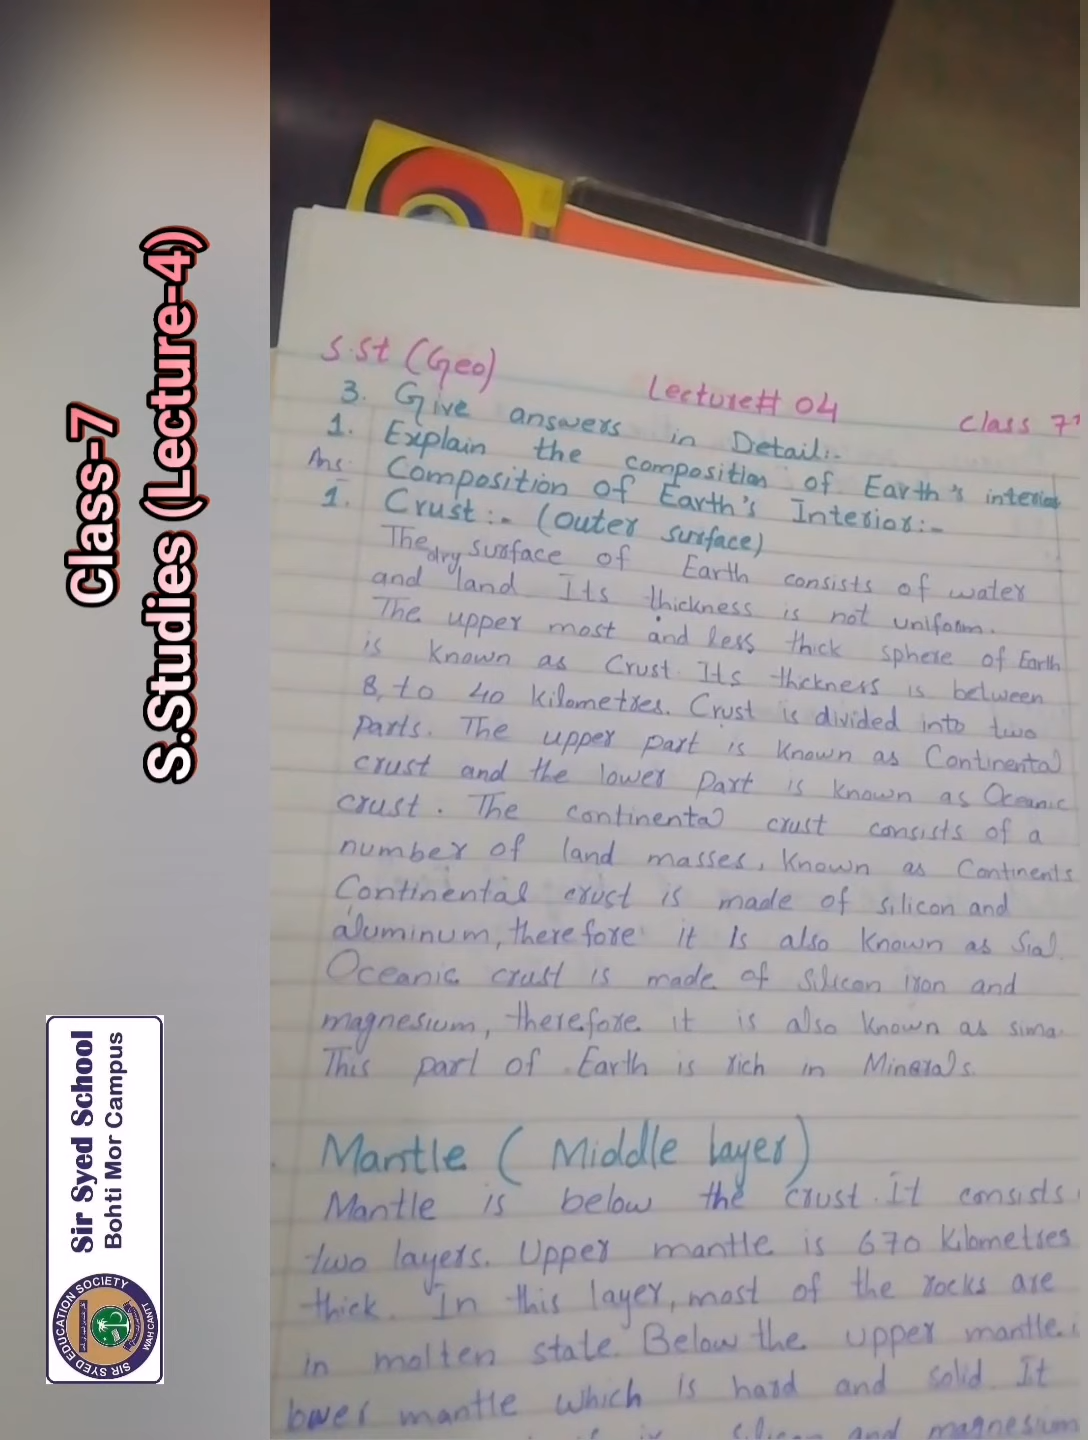 Class-7
S.Studies (Lecture-4)
Sir Syed School
Bohti Mor Campus
SIR SYED EDUCATION SOCIETY
WAH CANTT
S.St (Geo) Lecture# 04 Class 7
3. Give answers in Detail:-
1. Explain the composition of Earth's interior
Ans: Composition of Earth's Interior:-
1. Crust:- (outer surface)
The dry surface of Earth consists of water
and land Its thickness is not uniform.
The upper most and less thick sphere of Earth
is known as Crust. Its thickness is between
8, to 40 kilometres. Crust is divided into two
parts. The upper part is known as Continental
crust and the lower part is known as Oceanic
crust. The continental crust consists of a
number of land masses, known as Continents
Continental crust is made of silicon and
aluminum, therefore it is also known as Sial.
Oceanic crust is made of Silicon iron and
magnesium, therefore it is also known as sima
This part of Earth is rich in Minerals.
Mantle (Middle layer)
Mantle is below the crust. It consists
two layers. Upper mantle is 670 kilometres
thick. In this layer, most of the rocks are
in molten state. Below the upper mantle
lower mantle which is hard and solid It
silicon and magnesium